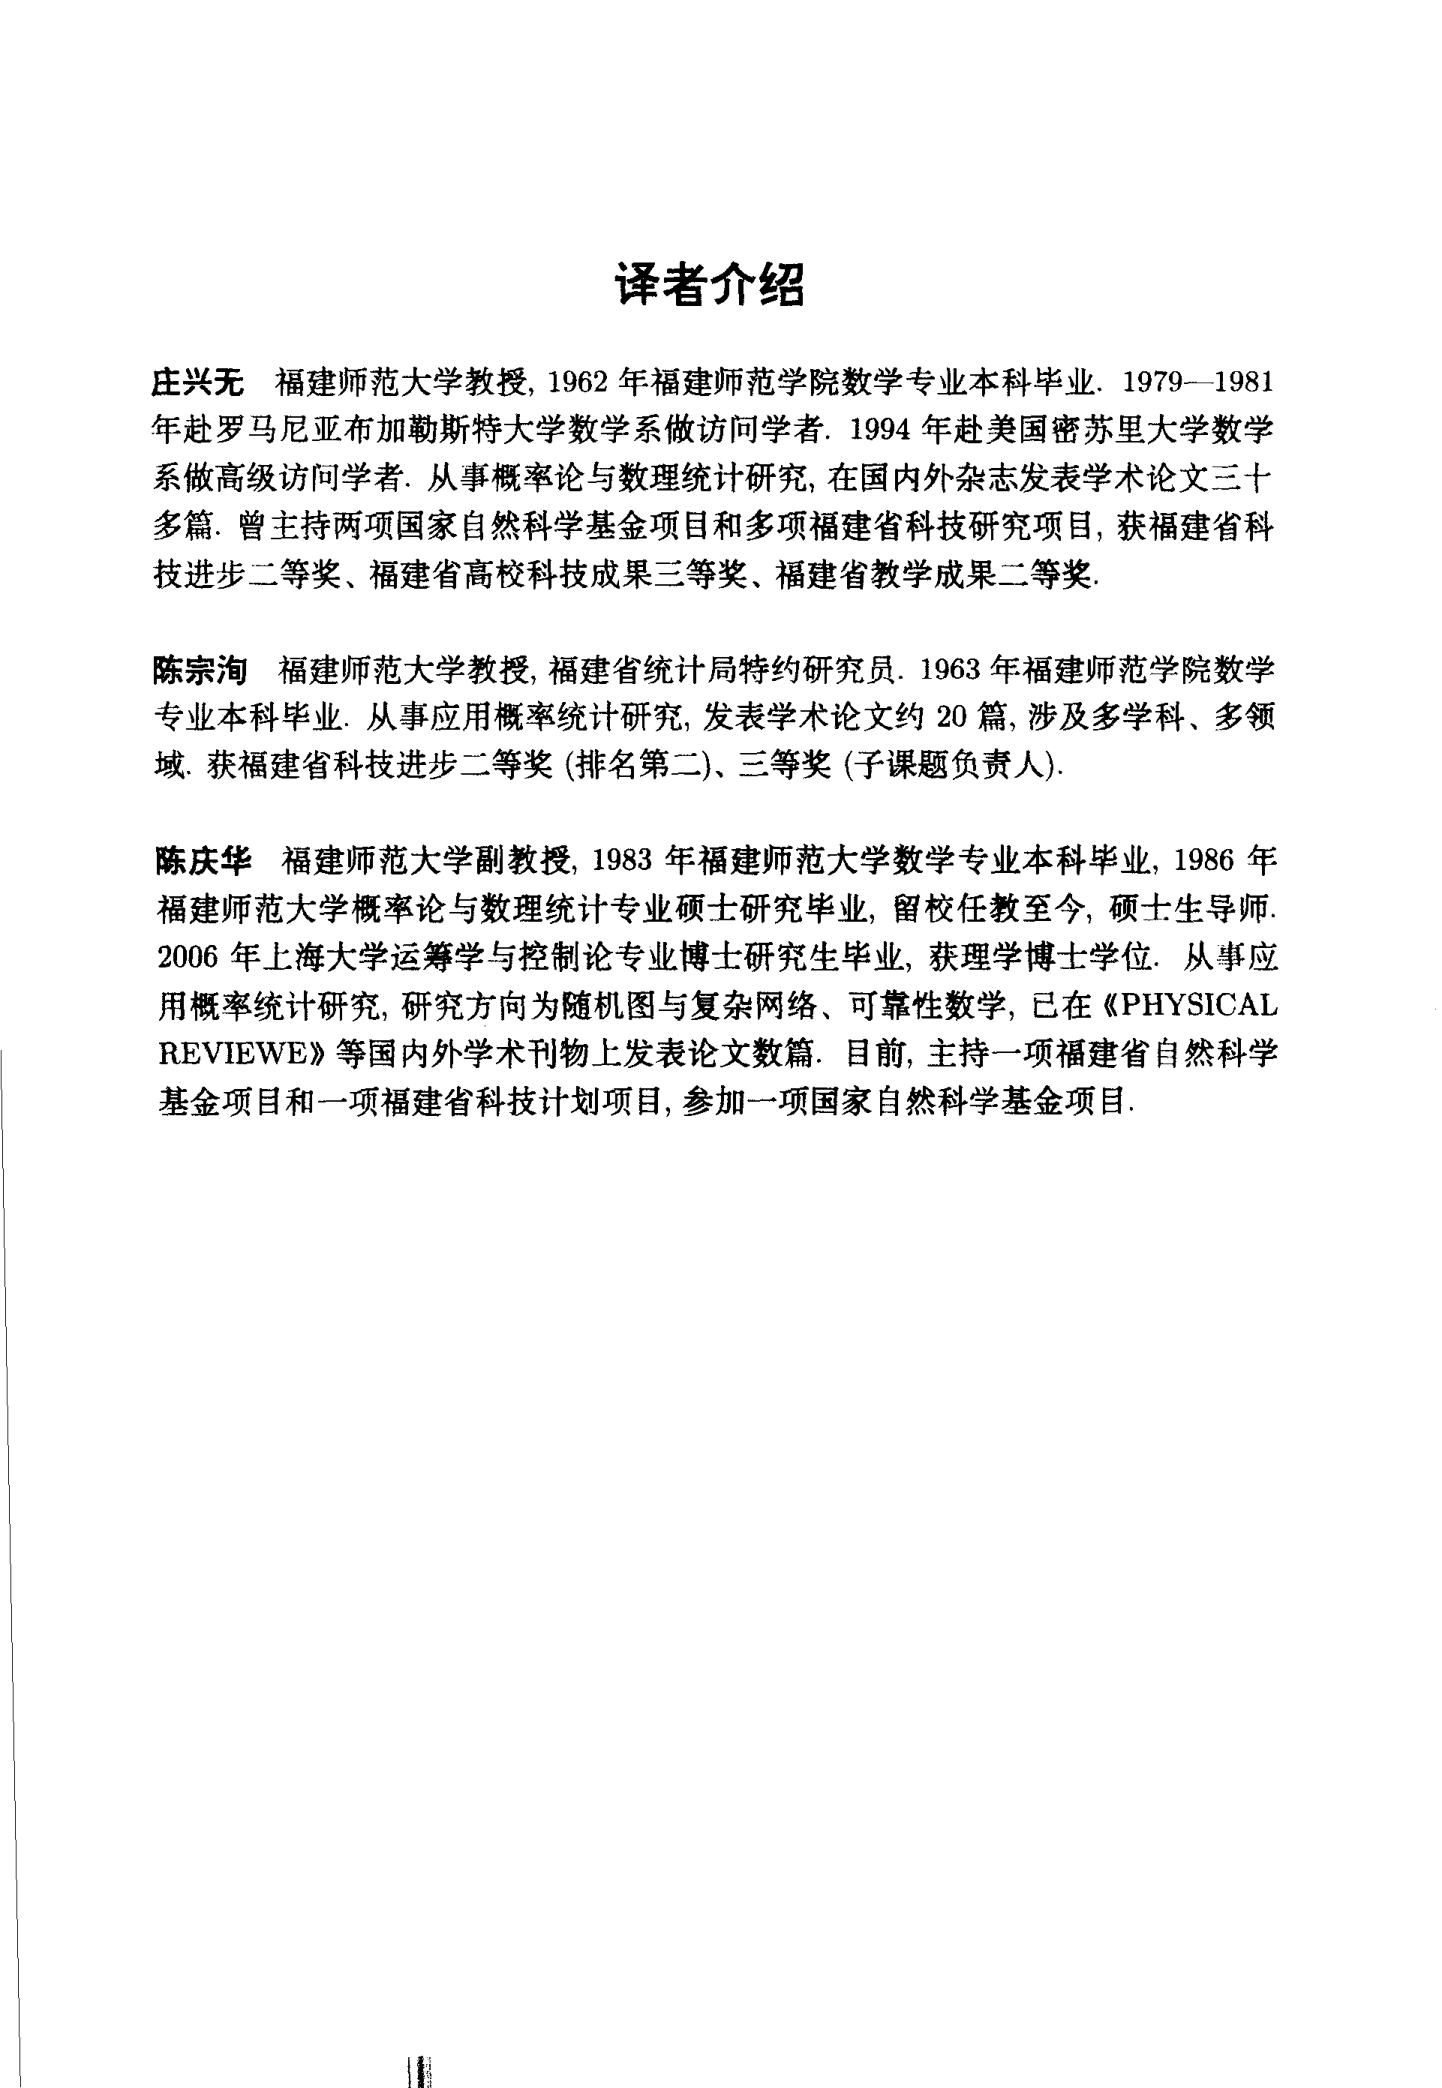 译者介绍
庄兴无 福建师范大学教授, 1962 年福建师范学院数学专业本科毕业. 1979—1981
年赴罗马尼亚布加勒斯特大学数学系做访问学者. 1994 年赴美国密苏里大学数学
系做高级访问学者. 从事概率论与数理统计研究, 在国内外杂志发表学术论文三十
多篇. 曾主持两项国家自然科学基金项目和多项福建省科技研究项目, 获福建省科
技进步二等奖、福建省高校科技成果三等奖、福建省教学成果二等奖.
陈宗洵 福建师范大学教授, 福建省统计局特约研究员. 1963 年福建师范学院数学
专业本科毕业. 从事应用概率统计研究, 发表学术论文约 20 篇, 涉及多学科、多领
域. 获福建省科技进步二等奖 (排名第二)、三等奖 (子课题负责人).
陈庆华 福建师范大学副教授, 1983 年福建师范大学数学专业本科毕业, 1986 年
福建师范大学概率论与数理统计专业硕士研究毕业, 留校任教至今, 硕士生导师.
2006 年上海大学运筹学与控制论专业博士研究生毕业, 获理学博士学位. 从事应
用概率统计研究, 研究方向为随机图与复杂网络、可靠性数学, 已在《PHYSICAL
REVIEWE》等国内外学术刊物上发表论文数篇. 目前, 主持一项福建省自然科学
基金项目和一项福建省科技计划项目, 参加一项国家自然科学基金项目.